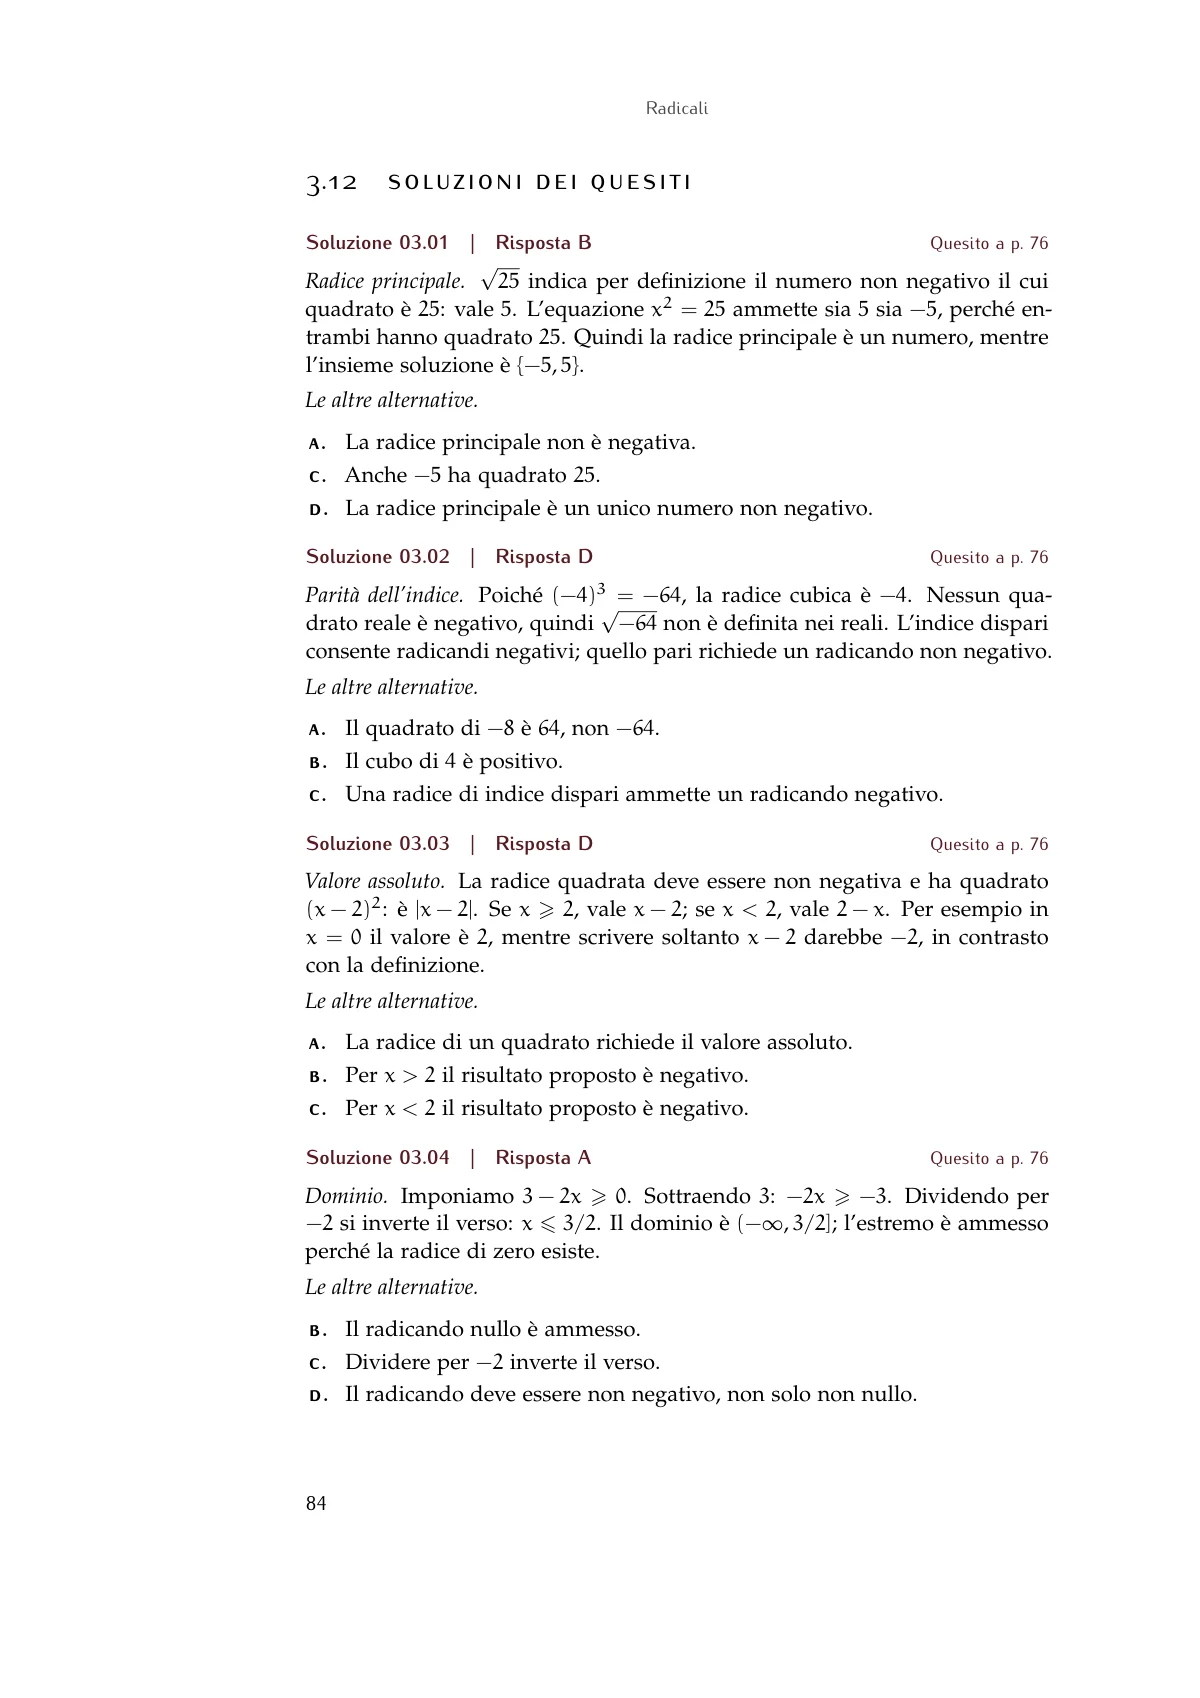 Radicali
3.12 SOLUZIONI DEI QUESITI
Soluzione 03.01 | Risposta B Quesito a p. 76
Radice principale. √25 indica per definizione il numero non negativo il cui
quadrato è 25: vale 5. L'equazione x² = 25 ammette sia 5 sia −5, perché en-
trambi hanno quadrato 25. Quindi la radice principale è un numero, mentre
l'insieme soluzione è {−5, 5}.
Le altre alternative.
A. La radice principale non è negativa.
C. Anche −5 ha quadrato 25.
D. La radice principale è un unico numero non negativo.
Soluzione 03.02 | Risposta D Quesito a p. 76
Parità dell'indice. Poiché (−4)³ = −64, la radice cubica è −4. Nessun qua-
drato reale è negativo, quindi √−64 non è definita nei reali. L'indice dispari
consente radicandi negativi; quello pari richiede un radicando non negativo.
Le altre alternative.
A. Il quadrato di −8 è 64, non −64.
B. Il cubo di 4 è positivo.
C. Una radice di indice dispari ammette un radicando negativo.
Soluzione 03.03 | Risposta D Quesito a p. 76
Valore assoluto. La radice quadrata deve essere non negativa e ha quadrato
(x − 2)²: è |x − 2|. Se x ⩾ 2, vale x − 2; se x < 2, vale 2 − x. Per esempio in
x = 0 il valore è 2, mentre scrivere soltanto x − 2 darebbe −2, in contrasto
con la definizione.
Le altre alternative.
A. La radice di un quadrato richiede il valore assoluto.
B. Per x > 2 il risultato proposto è negativo.
C. Per x < 2 il risultato proposto è negativo.
Soluzione 03.04 | Risposta A Quesito a p. 76
Dominio. Imponiamo 3 − 2x ⩾ 0. Sottraendo 3: −2x ⩾ −3. Dividendo per
−2 si inverte il verso: x ⩽ 3/2. Il dominio è (−∞, 3/2]; l'estremo è ammesso
perché la radice di zero esiste.
Le altre alternative.
B. Il radicando nullo è ammesso.
C. Dividere per −2 inverte il verso.
D. Il radicando deve essere non negativo, non solo non nullo.
84